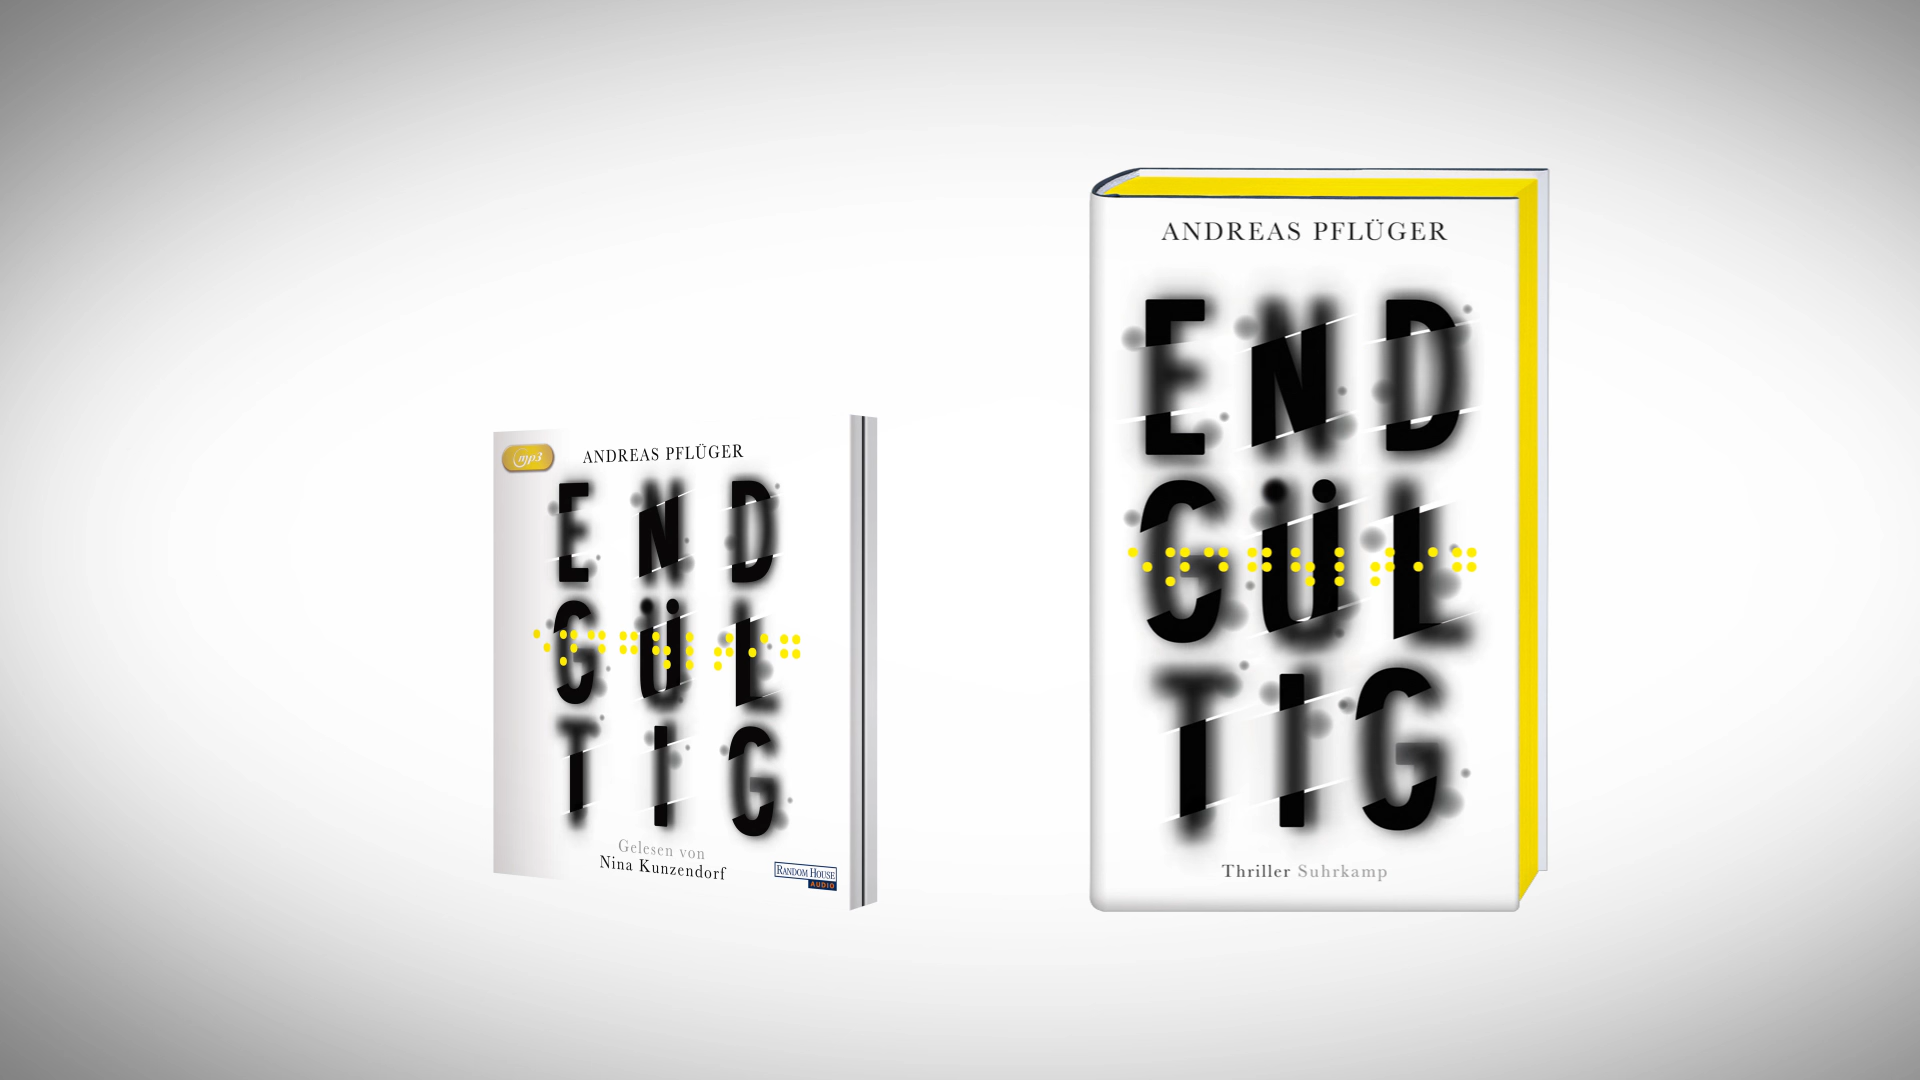 mp3
ANDREAS PFLÜGER
END
GÜL
TIG
Gelesen von
Nina Kunzendorf
RANDOM HOUSE
AUDIO
ANDREAS PFLÜGER
END
GÜL
TIG
Thriller Suhrkamp